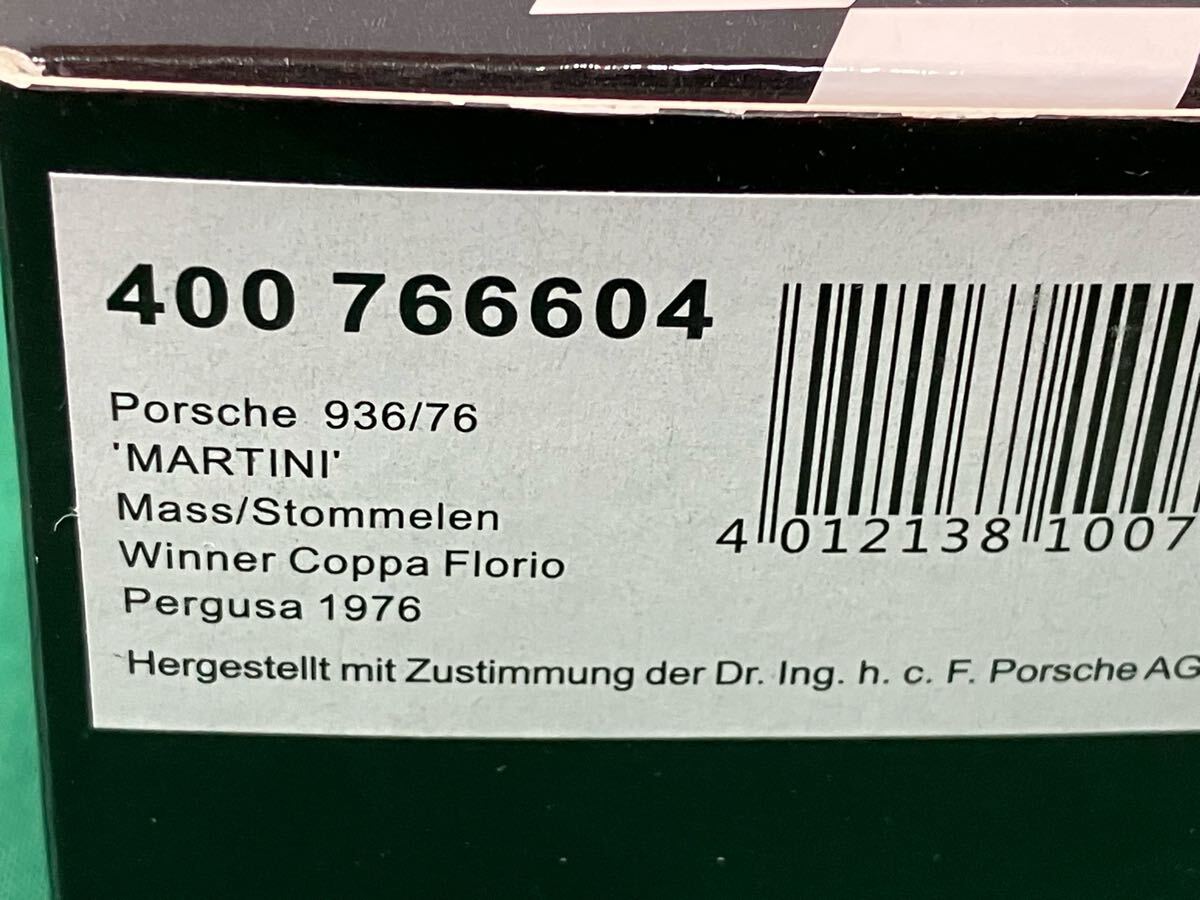 400 766604
Porsche 936/76
'MARTINI'
Mass/Stommelen
Winner Coppa Florio
Pergusa 1976
Hergestellt mit Zustimmung der Dr. Ing. h. c. F. Porsche AG
4 012138 1007